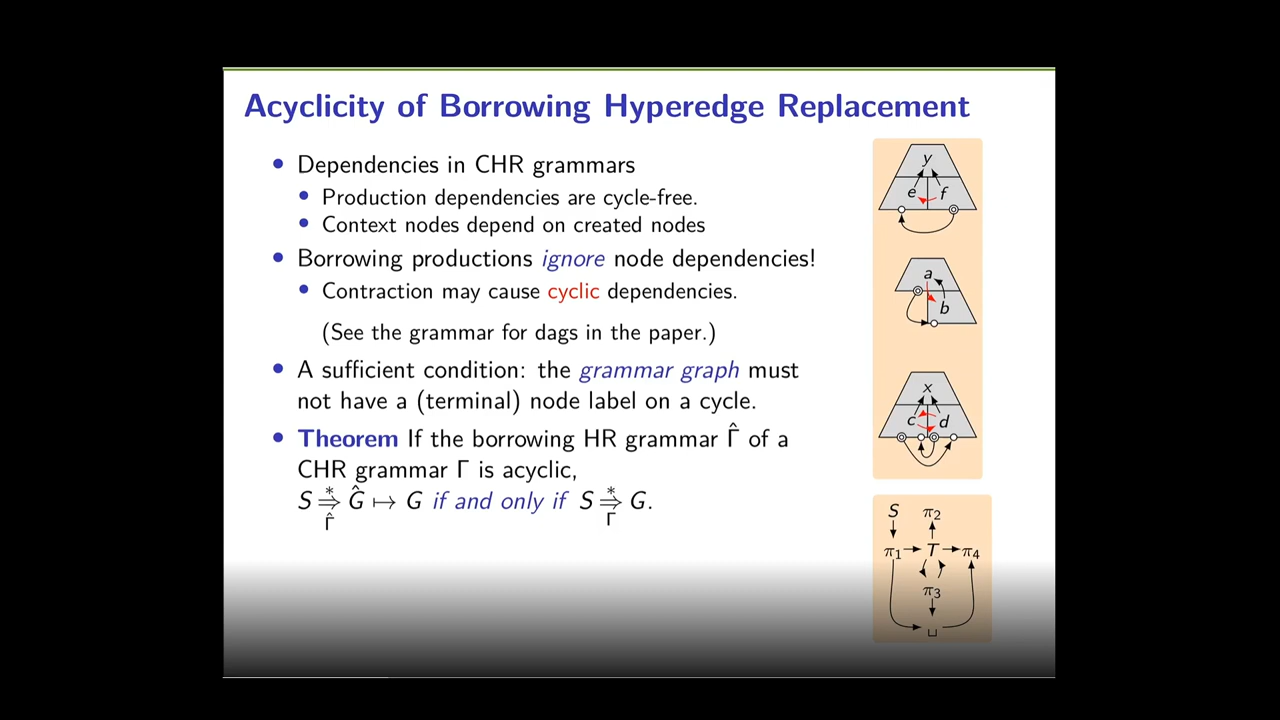 Acyclicity of Borrowing Hyperedge Replacement
• Dependencies in CHR grammars
• Production dependencies are cycle-free.
• Context nodes depend on created nodes
• Borrowing productions ignore node dependencies!
• Contraction may cause cyclic dependencies.
(See the grammar for dags in the paper.)
• A sufficient condition: the grammar graph must
not have a (terminal) node label on a cycle.
• Theorem If the borrowing HR grammar Γ̂ of a
CHR grammar Γ is acyclic,
S ⇒* Ĝ ↦ G if and only if S ⇒* G.
Γ̂ Γ
y
e f
a
b
x
c d
S π2
π1 T π4
π3
⊔